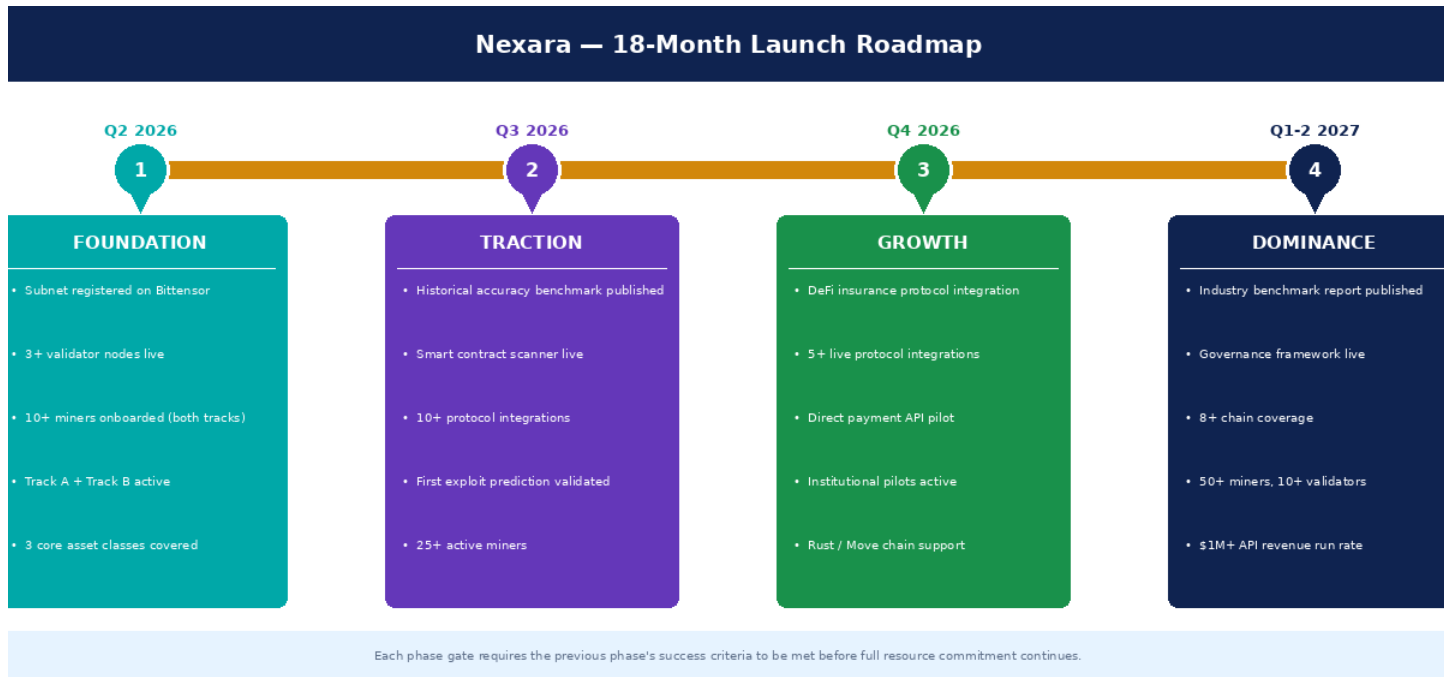 Nexara — 18-Month Launch Roadmap
Q2 2026
Q3 2026
Q4 2026
Q1-2 2027
1
2
3
4
FOUNDATION
• Subnet registered on Bittensor
• 3+ validator nodes live
• 10+ miners onboarded (both tracks)
• Track A + Track B active
• 3 core asset classes covered
TRACTION
• Historical accuracy benchmark published
• Smart contract scanner live
• 10+ protocol integrations
• First exploit prediction validated
• 25+ active miners
GROWTH
• DeFi insurance protocol integration
• 5+ live protocol integrations
• Direct payment API pilot
• Institutional pilots active
• Rust / Move chain support
DOMINANCE
• Industry benchmark report published
• Governance framework live
• 8+ chain coverage
• 50+ miners, 10+ validators
• $1M+ API revenue run rate
Each phase gate requires the previous phase's success criteria to be met before full resource commitment continues.